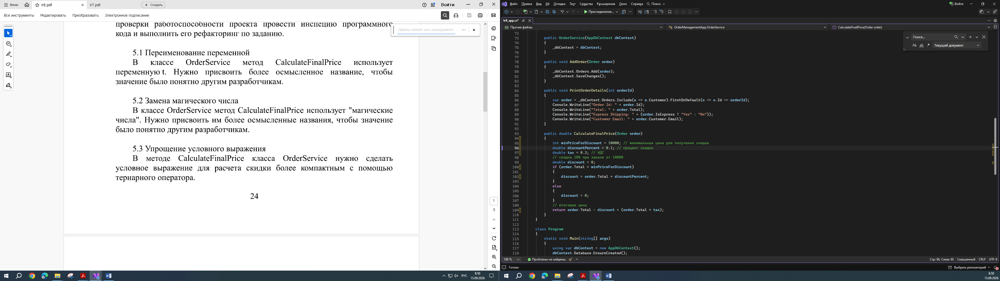 Меню
lr8.pdf
lr7.pdf
Создать
Войти
Все инструменты
Редактировать
Преобразовать
Электронное подписание
Найти текст или инструмент
проверки работоспособности проекта провести инспецию программного
кода и выполнить его рефакторинг по заданию.
5.1 Переименование переменной
В классе OrderService метод CalculateFinalPrice использует
переменную t. Нужно присвоить более осмысленное название, чтобы
значение было понятно другим разработчикам.
5.2 Замена магического числа
В классе OrderService метод CalculateFinalPrice использует "магические
числа". Нужно присвоить им более осмысленные названия, чтобы значение
было понятно другим разработчикам.
5.3 Упрощение условного выражения
В методе CalculateFinalPrice класса OrderService нужно сделать
условное выражение для расчета скидки более компактным с помощью
тернарного оператора.
24
1
3
РУС
8:50
15.09.2026
Файл Правка Вид Git Отладка Тест Средства Расширения Окно Справка Поиск
Войти
Присоединение...
lr8_app.cs*
Прочие файлы
OrderManagementApp.OrderService
CalculateFinalPrice(Order order)
Поиск...
Текущий документ
72
73 public OrderService(AppDbContext dbContext)
74 {
75 _dbContext = dbContext;
76 }
77
78 public void AddOrder(Order order)
79 {
80 _dbContext.Orders.Add(order);
81 _dbContext.SaveChanges();
82 }
83
84 public void PrintOrderDetails(int orderId)
85 {
86 var order = _dbContext.Orders.Include(o => o.Customer).FirstOrDefault(o => o.Id == orderId);
87 Console.WriteLine("Order Id: " + order.Id);
88 Console.WriteLine("Total: " + order.Total);
89 Console.WriteLine("Express Shipping: " + (order.IsExpress ? "Yes" : "No"));
90 Console.WriteLine("Customer Email: " + order.Customer.Email);
91 }
92
93 public double CalculateFinalPrice(Order order)
94 {
95 int minPriceForDiscount = 10000; // минимальная цена для получения скидки
96 double discountPercent = 0.1; // процент скидки
97 double tax = 0.2; // НДС
98 // скидка 10% при заказе от 10000
99 double discount = 0;
100 if (order.Total > minPriceForDiscount)
101 {
102 discount = order.Total * discountPercent;
103 }
104 else
105 {
106 discount = 0;
107 }
108 // итоговая цена
109 return order.Total - discount + (order.Total * tax);
110 }
111 }
112
113 class Program
114 {
115 static void Main(string[] args)
116 {
117 using var dbContext = new AppDbContext();
118 dbContext.Database.EnsureCreated();
108 %
Проблемы не найдены.
Стр: 96, Симв: 60 Смешанный CRLF UTF-8
Готово
Выбрать репозиторий
8:50
15.09.2026